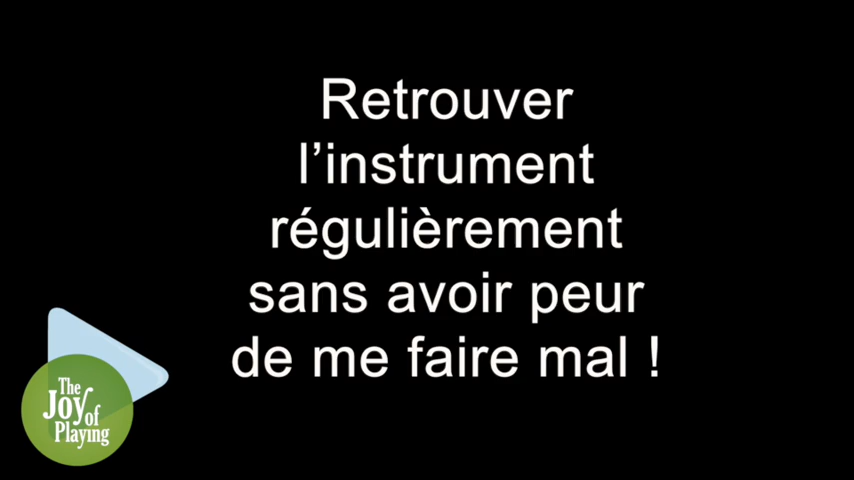 Retrouver
l’instrument
régulièrement
sans avoir peur
de me faire mal !
The
Joy of
Playing